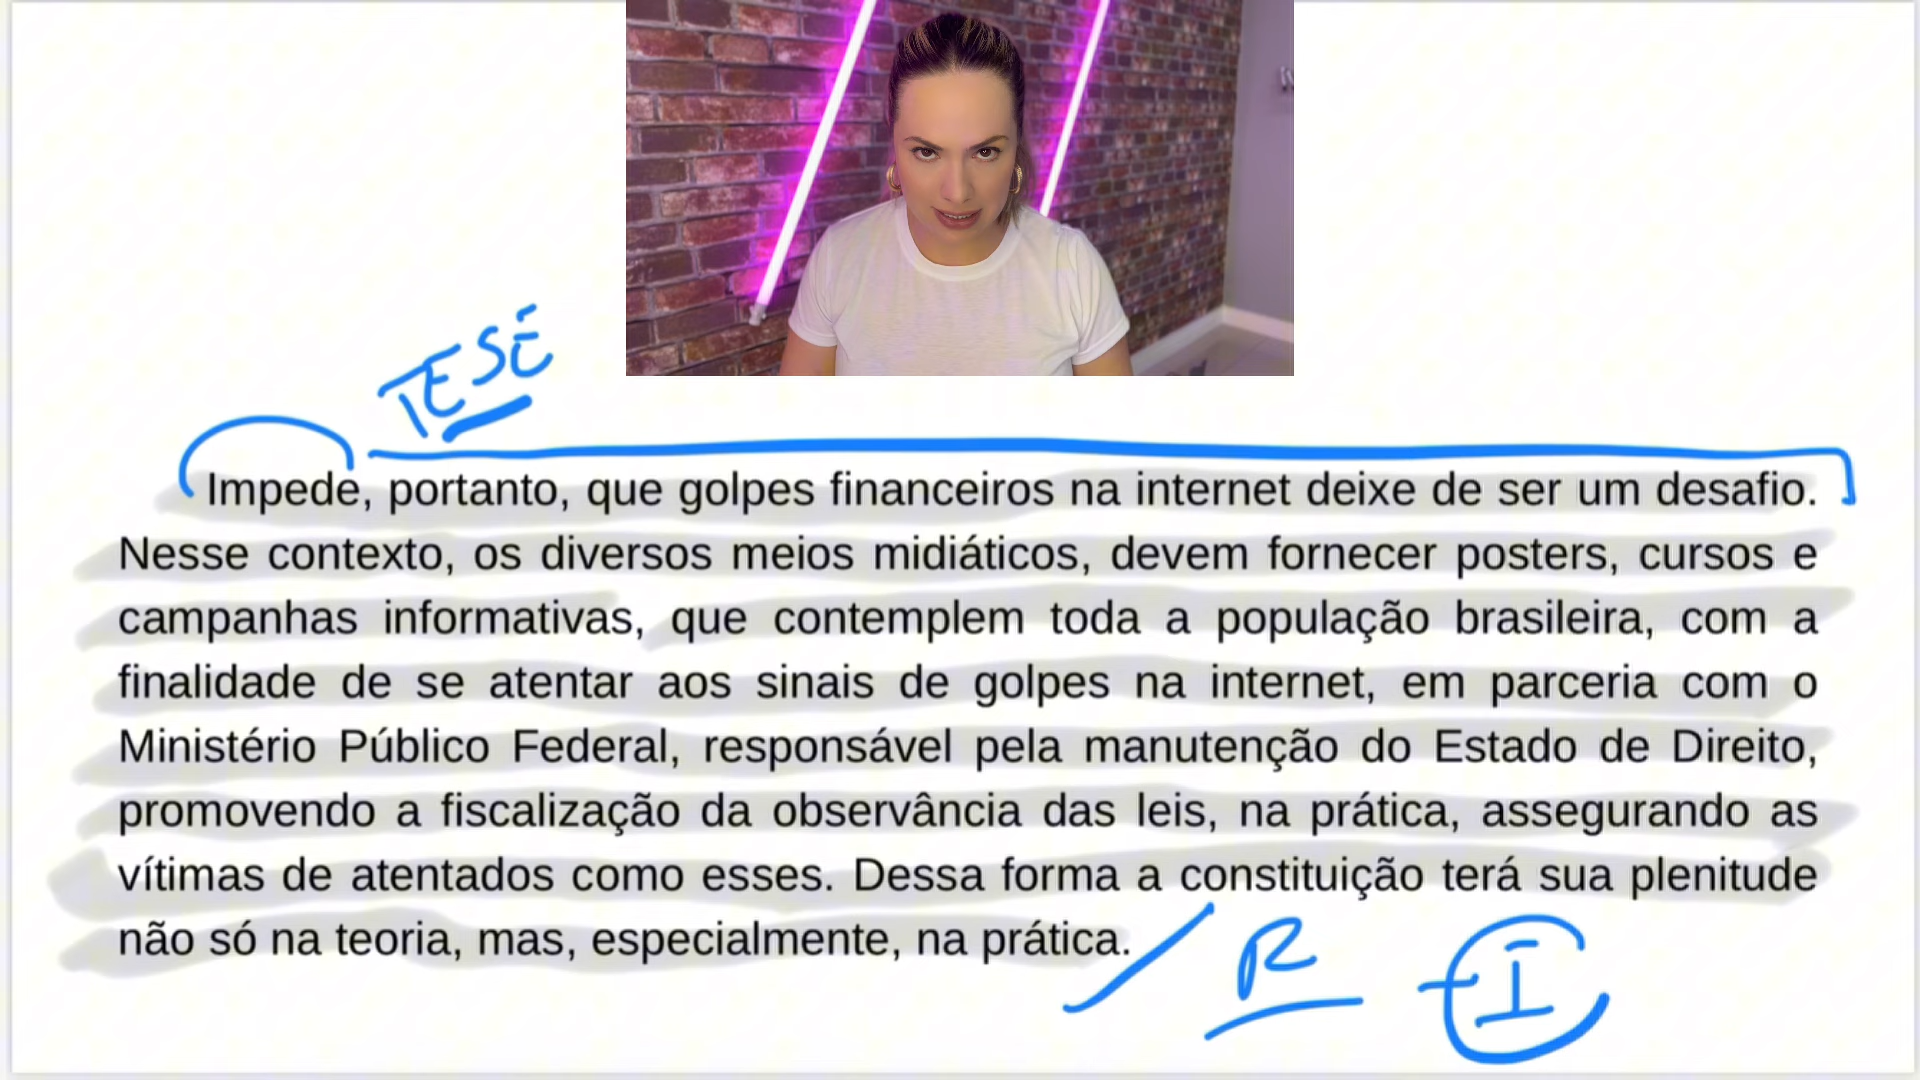 TESE
Impede, portanto, que golpes financeiros na internet deixe de ser um desafio.
Nesse contexto, os diversos meios midiáticos, devem fornecer posters, cursos e
campanhas informativas, que contemplem toda a população brasileira, com a
finalidade de se atentar aos sinais de golpes na internet, em parceria com o
Ministério Público Federal, responsável pela manutenção do Estado de Direito,
promovendo a fiscalização da observância das leis, na prática, assegurando as
vítimas de atentados como esses. Dessa forma a constituição terá sua plenitude
não só na teoria, mas, especialmente, na prática.
R I